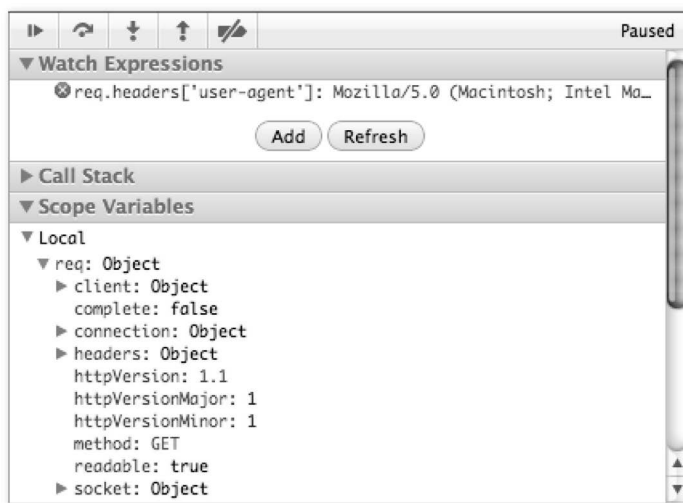 Paused
Watch Expressions
req.headers['user-agent']: Mozilla/5.0 (Macintosh; Intel Ma…
Add Refresh
Call Stack
Scope Variables
Local
req: Object
client: Object
complete: false
connection: Object
headers: Object
httpVersion: 1.1
httpVersionMajor: 1
httpVersionMinor: 1
method: GET
readable: true
socket: Object